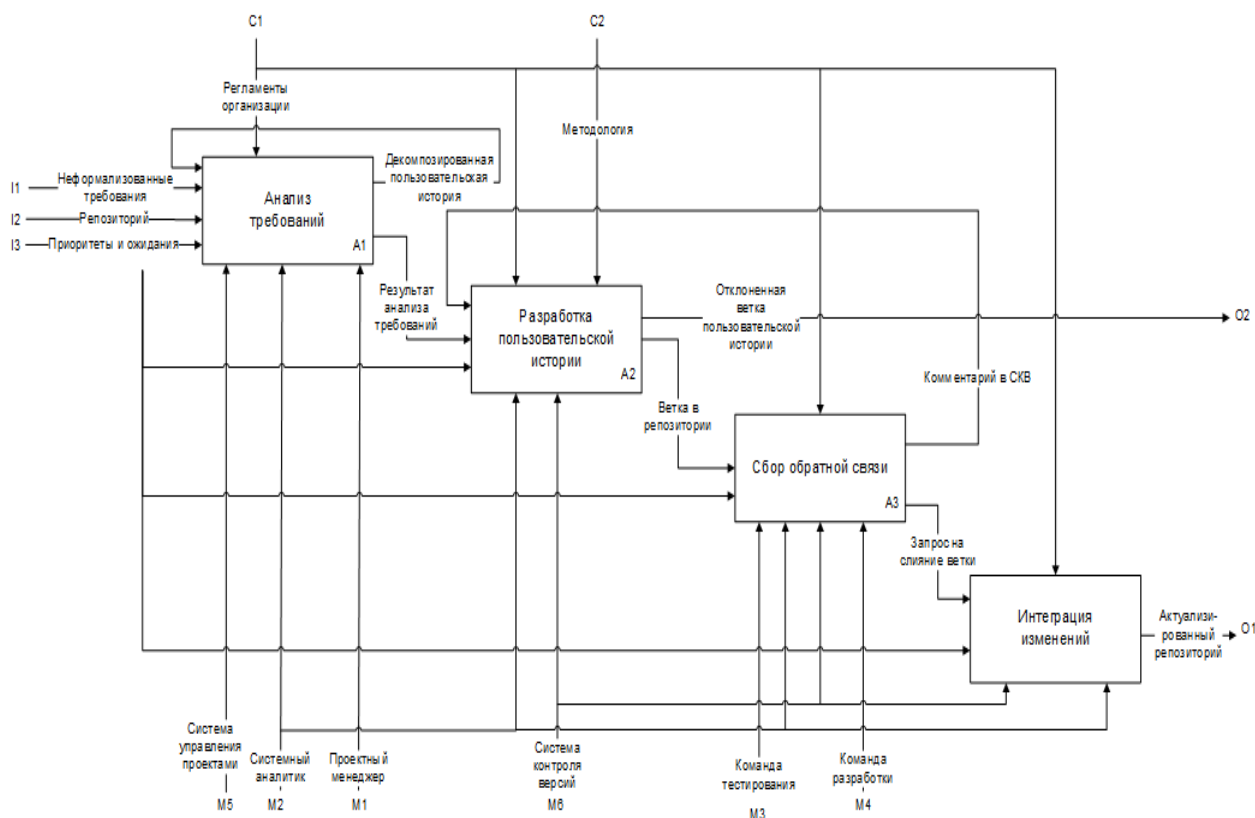 C1
C2
Регламенты
организации
Методология
I1
Неформализованные
требования
I2
Репозиторий
I3
Приоритеты и ожидания
Анализ
требований
A1
Декомпозированная
пользовательская
история
Результат
анализа
требований
Разработка
пользовательской
истории
A2
Отклоненная
ветка
пользовательской
истории
O2
Комментарий в СКВ
Ветка в
репозитории
Сбор обратной связи
A3
Запрос на
слияние ветки
Интеграция
изменений
Актуализи-
рованный
репозиторий
O1
Система
управления
проектами
M5
Системный
аналитик
M2
Проектный
менеджер
M1
Система
контроля
версий
M6
Команда
тестирования
M3
Команда
разработки
M4